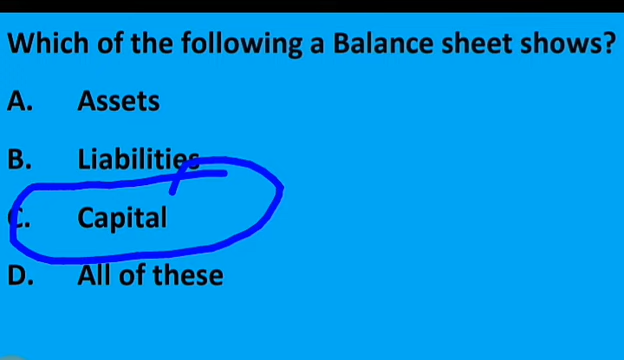 Which of the following a Balance sheet shows?
A. Assets
B. Liabilities
C. Capital
D. All of these